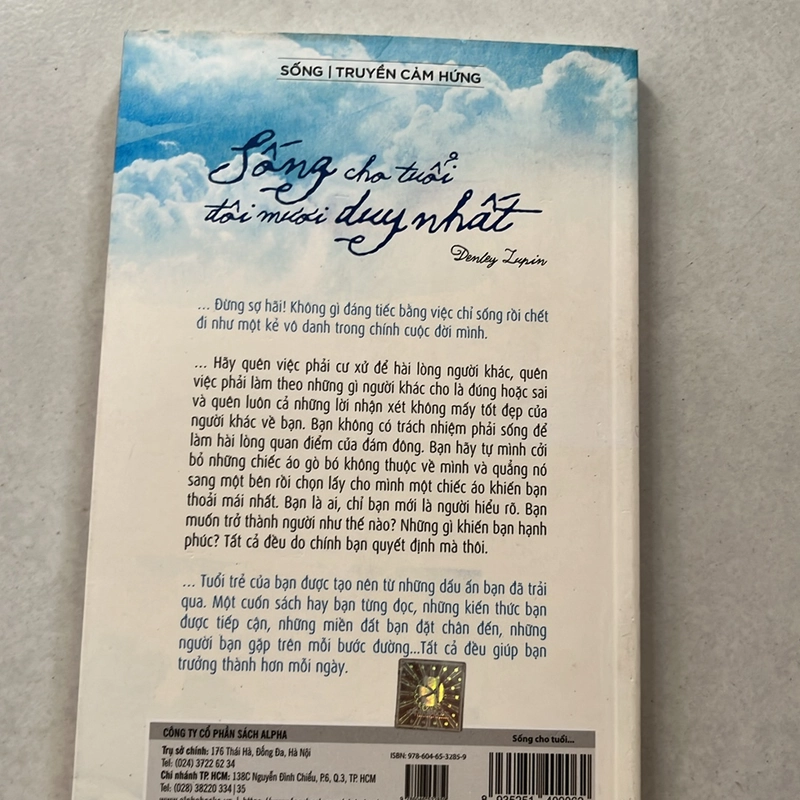 SỐNG | TRUYỀN CẢM HỨNG
Sống cho tuổi
đôi mươi duy nhất
Denley Lupin
... Đừng sợ hãi! Không gì đáng tiếc bằng việc chỉ sống rồi chết
đi như một kẻ vô danh trong chính cuộc đời mình.
... Hãy quên việc phải cư xử để hài lòng người khác, quên
việc phải làm theo những gì người khác cho là đúng hoặc sai
và quên luôn cả những lời nhận xét không mấy tốt đẹp của
người khác về bạn. Bạn không có trách nhiệm phải sống để
làm hài lòng quan điểm của đám đông. Bạn hãy tự mình cởi
bỏ những chiếc áo gò bó không thuộc về mình và quẳng nó
sang một bên rồi chọn lấy cho mình một chiếc áo khiến bạn
thoải mái nhất. Bạn là ai, chỉ bạn mới là người hiểu rõ. Bạn
muốn trở thành người như thế nào? Những gì khiến bạn hạnh
phúc? Tất cả đều do chính bạn quyết định mà thôi.
... Tuổi trẻ của bạn được tạo nên từ những dấu ấn bạn đã trải
qua. Một cuốn sách hay bạn từng đọc, những kiến thức bạn
được tiếp cận, những miền đất bạn đặt chân đến, những
người bạn gặp trên mỗi bước đường...Tất cả đều giúp bạn
trưởng thành hơn mỗi ngày.
CÔNG TY CỔ PHẦN SÁCH ALPHA
Trụ sở chính: 176 Thái Hà, Đống Đa, Hà Nội
Tel: (024) 3722 62 34
Chi nhánh TP. HCM: 138C Nguyễn Đình Chiểu, P.6, Q.3, TP. HCM
Tel: (028) 38220 334 | 35
ISBN: 978-604-65-3285-9
Sống cho tuổi...